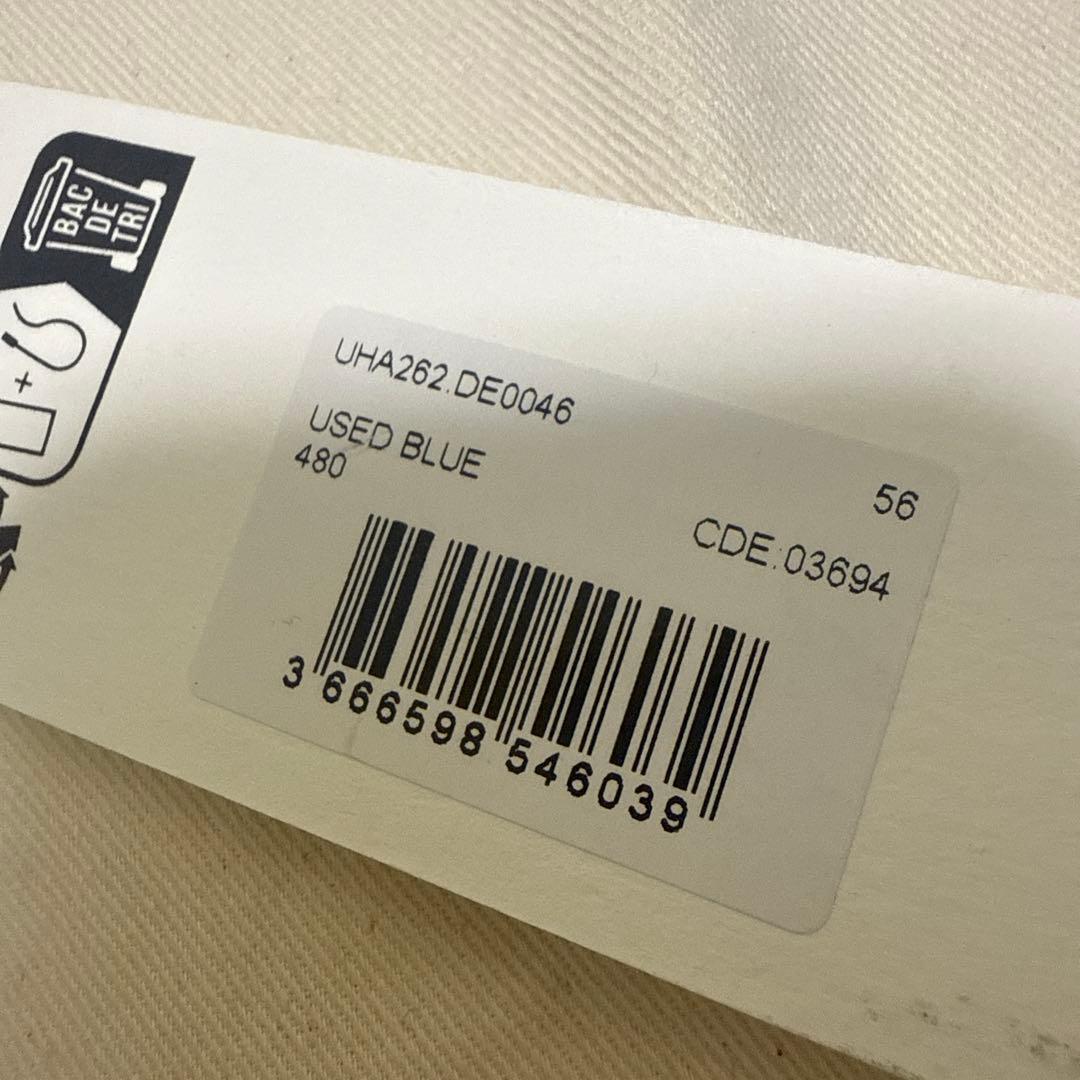 BAC
DE
TRI
+
UHA262.DE0046
USED BLUE
480
56
CDE:03694
3 666598 546039